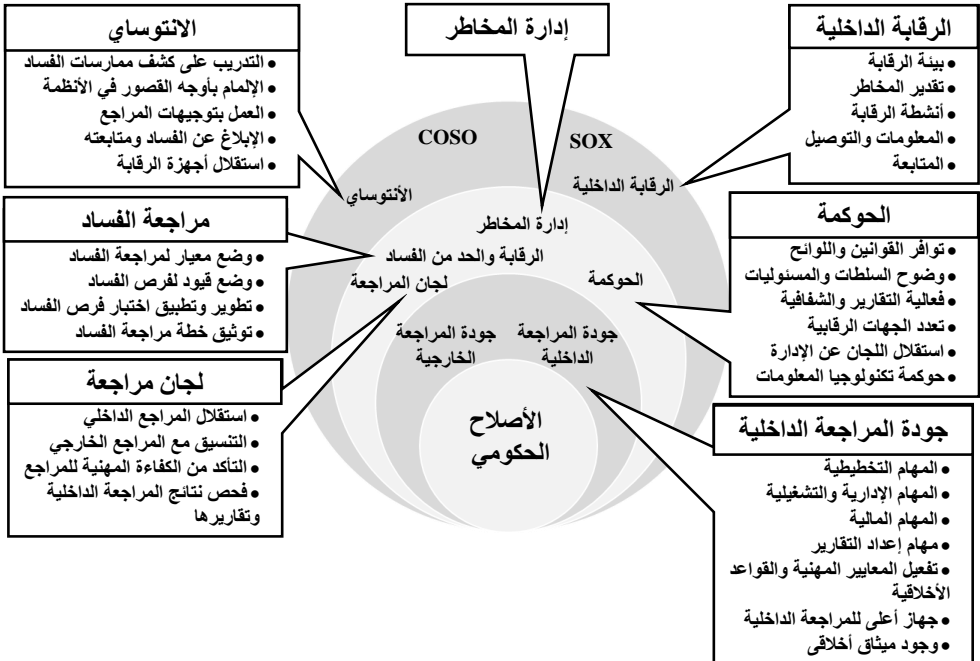 الانتوساي
• التدريب على كشف ممارسات الفساد
• الإلمام بأوجه القصور في الأنظمة
• العمل بتوجيهات المراجع
• الإبلاغ عن الفساد ومتابعته
• استقلال أجهزة الرقابة
إدارة المخاطر
الرقابة الداخلية
• بيئة الرقابة
• تقدير المخاطر
• أنشطة الرقابة
• المعلومات والتوصيل
• المتابعة
COSO
SOX
الأنتوساي
الرقابة الداخلية
إدارة المخاطر
الرقابة والحد من الفساد
لجان المراجعة
الحوكمة
جودة المراجعة
الخارجية
جودة المراجعة
الداخلية
الأصلاح
الحكومي
مراجعة الفساد
• وضع معيار لمراجعة الفساد
• وضع قيود لفرص الفساد
• تطوير وتطبيق اختبار فرص الفساد
• توثيق خطة مراجعة الفساد
الحوكمة
• توافر القوانين واللوائح
• وضوح السلطات والمسئوليات
• فعالية التقارير والشفافية
• تعدد الجهات الرقابية
• استقلال اللجان عن الإدارة
• حوكمة تكنولوجيا المعلومات
لجان مراجعة
• استقلال المراجع الداخلي
• التنسيق مع المراجع الخارجي
• التأكد من الكفاءة المهنية للمراجع
• فحص نتائج المراجعة الداخلية
وتقاريرها
جودة المراجعة الداخلية
• المهام التخطيطية
• المهام الإدارية والتشغيلية
• المهام المالية
• مهام إعداد التقارير
• تفعيل المعايير المهنية والقواعد
الأخلاقية
• جهاز أعلى للمراجعة الداخلية
• وجود ميثاق أخلاقى